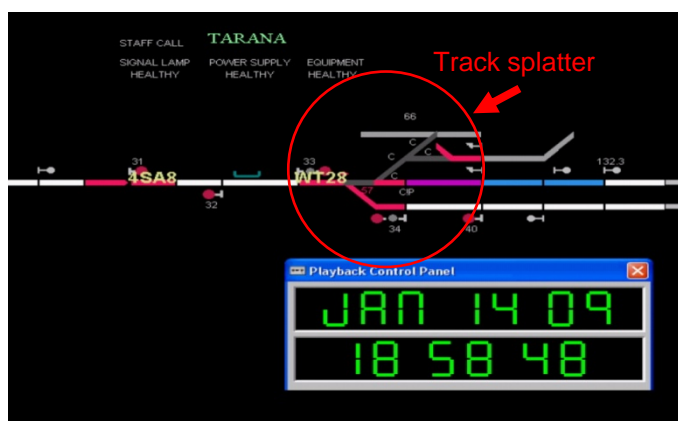 STAFF CALL TARANA
SIGNAL LAMP HEALTHY
POWER SUPPLY HEALTHY
EQUIPMENT HEALTHY
Track splatter
66
C
C
C
C
31
33
132.3
4SA8
WT28
57
CIP
32
34
40
Playback Control Panel
JAN 14 09
18 58 48